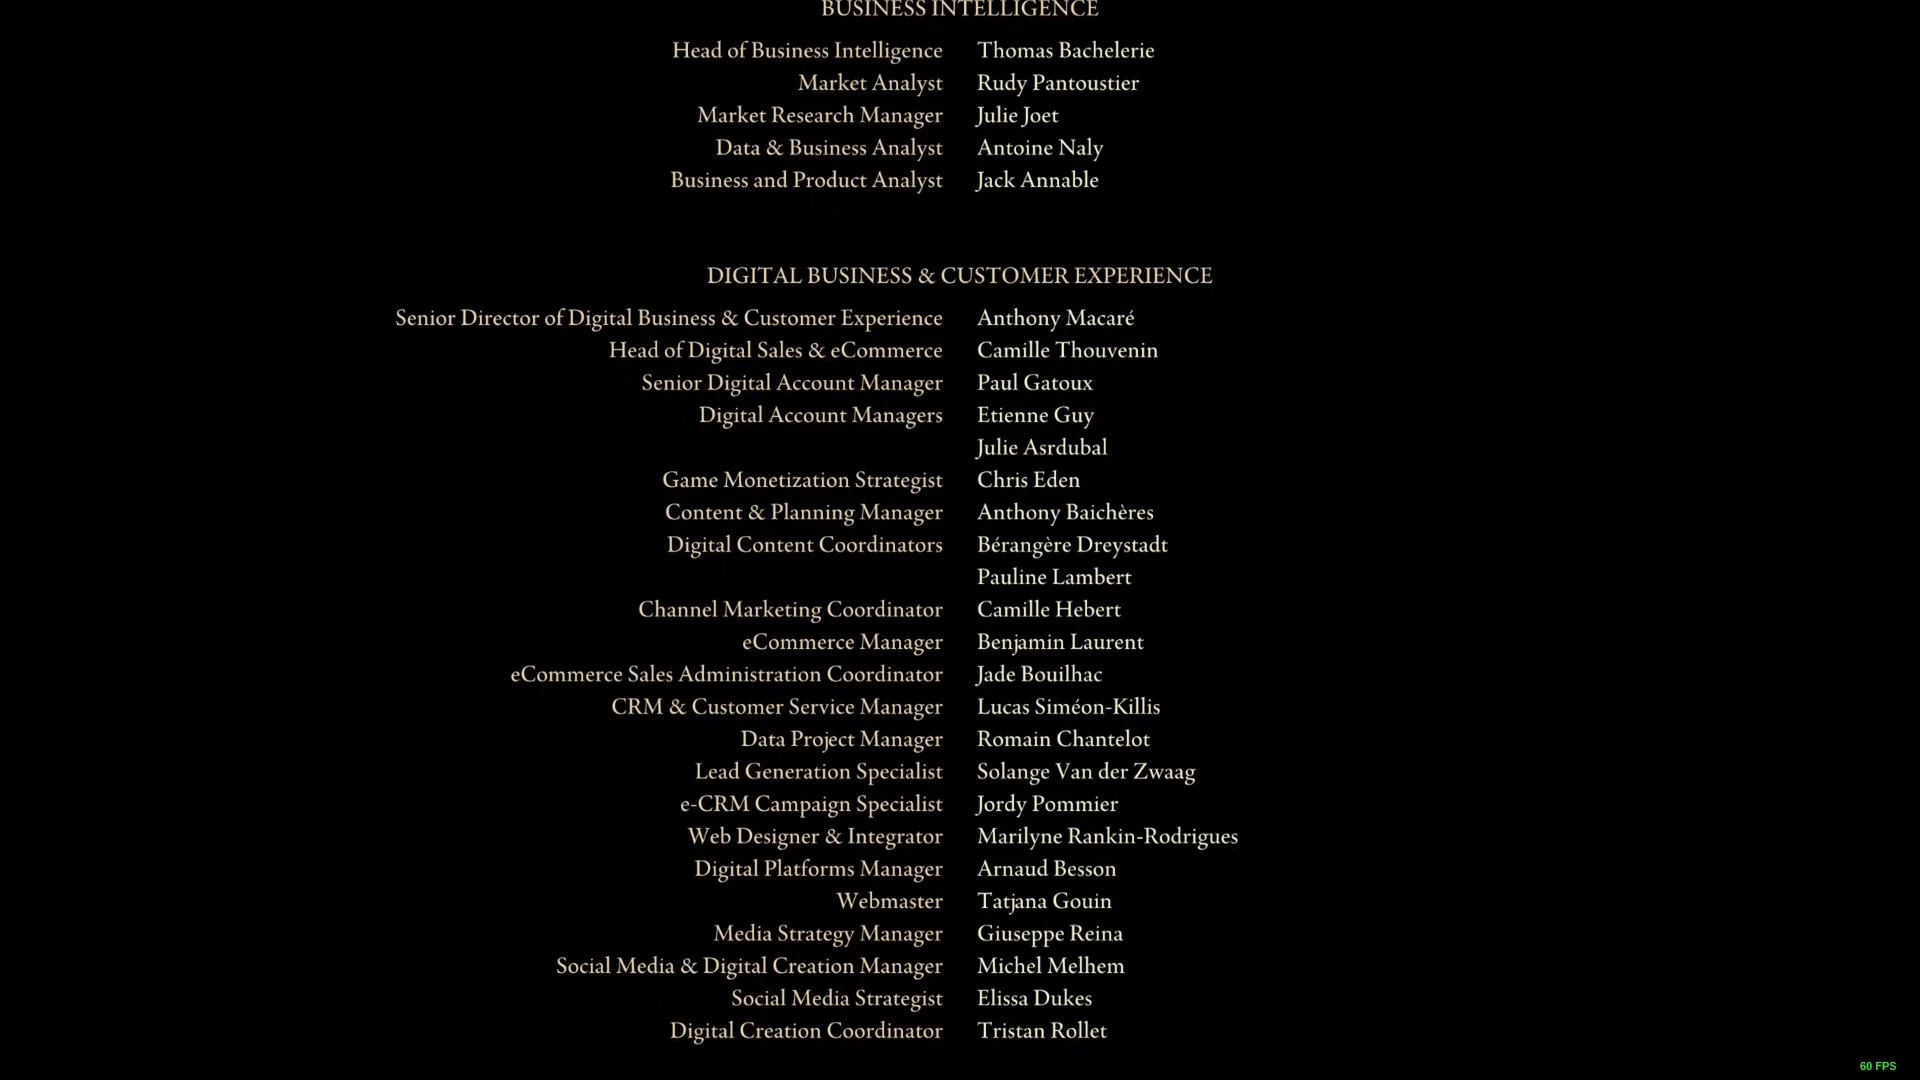 BUSINESS INTELLIGENCE
Head of Business Intelligence Thomas Bachelerie
Market Analyst Rudy Pantoustier
Market Research Manager Julie Joet
Data & Business Analyst Antoine Naly
Business and Product Analyst Jack Annable
DIGITAL BUSINESS & CUSTOMER EXPERIENCE
Senior Director of Digital Business & Customer Experience Anthony Macaré
Head of Digital Sales & eCommerce Camille Thouvenin
Senior Digital Account Manager Paul Gatoux
Digital Account Managers Etienne Guy
Julie Asrdubal
Game Monetization Strategist Chris Eden
Content & Planning Manager Anthony Baichères
Digital Content Coordinators Bérangère Dreystadt
Pauline Lambert
Channel Marketing Coordinator Camille Hebert
eCommerce Manager Benjamin Laurent
eCommerce Sales Administration Coordinator Jade Bouilhac
CRM & Customer Service Manager Lucas Siméon-Killis
Data Project Manager Romain Chantelot
Lead Generation Specialist Solange Van der Zwaag
e-CRM Campaign Specialist Jordy Pommier
Web Designer & Integrator Marilyne Rankin-Rodrigues
Digital Platforms Manager Arnaud Besson
Webmaster Tatjana Gouin
Media Strategy Manager Giuseppe Reina
Social Media & Digital Creation Manager Michel Melhem
Social Media Strategist Elissa Dukes
Digital Creation Coordinator Tristan Rollet
60 FPS